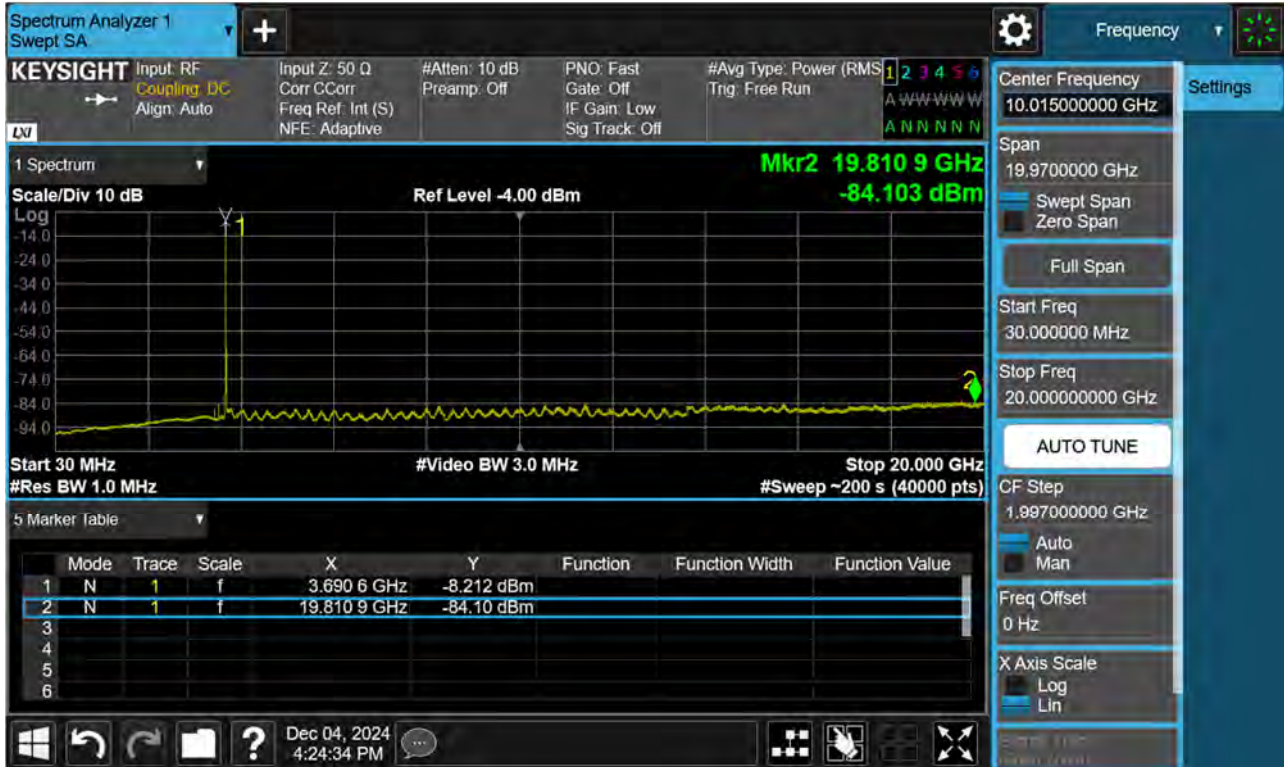 Spectrum Analyzer 1
Swept SA
Frequency
KEYSIGHT
LXI
Input: RF
Coupling: DC
Align: Auto
Input Z: 50 Ω
Corr CCorr
Freq Ref: Int (S)
NFE: Adaptive
#Atten: 10 dB
Preamp: Off
PNO: Fast
Gate: Off
IF Gain: Low
Sig Track: Off
#Avg Type: Power (RMS
Trig: Free Run
1 2 3 4 5 6
A W W W W W
A N N N N N
1 Spectrum
Scale/Div 10 dB
Ref Level -4.00 dBm
Mkr2 19.810 9 GHz
-84.103 dBm
Log
-14.0
-24.0
-34.0
-44.0
-54.0
-64.0
-74.0
-84.0
-94.0
1
2
Start 30 MHz
#Res BW 1.0 MHz
#Video BW 3.0 MHz
Stop 20.000 GHz
#Sweep ~200 s (40000 pts)
5 Marker Table
Mode Trace Scale X Y Function Function Width Function Value
1 N 1 f 3.690 6 GHz -8.212 dBm
2 N 1 f 19.810 9 GHz -84.10 dBm
3
4
5
6
Dec 04, 2024
4:24:34 PM
Center Frequency
10.015000000 GHz
Settings
Span
19.9700000 GHz
Swept Span
Zero Span
Full Span
Start Freq
30.000000 MHz
Stop Freq
20.000000000 GHz
AUTO TUNE
CF Step
1.997000000 GHz
Auto
Man
Freq Offset
0 Hz
X Axis Scale
Log
Lin